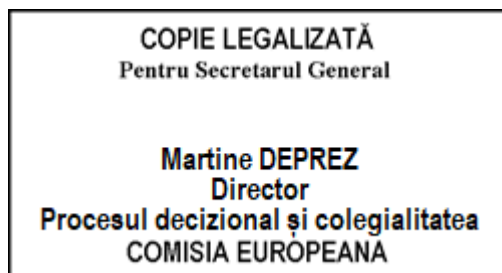 COPIE LEGALIZATĂ
Pentru Secretarul General
Martine DEPREZ
Director
Procesul decizional și colegialitatea
COMISIA EUROPEANA